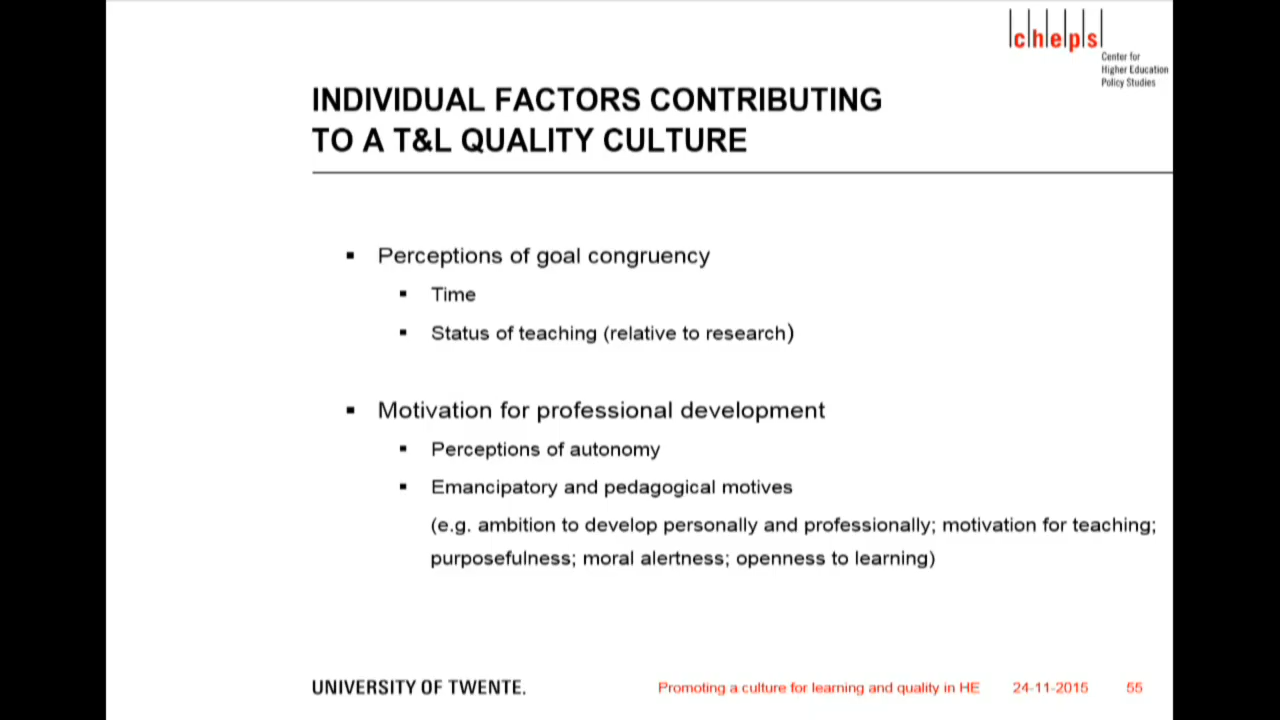 c|h|e|p|s
Center for
Higher Education
Policy Studies
INDIVIDUAL FACTORS CONTRIBUTING
TO A T&L QUALITY CULTURE
▪ Perceptions of goal congruency
▪ Time
▪ Status of teaching (relative to research)
▪ Motivation for professional development
▪ Perceptions of autonomy
▪ Emancipatory and pedagogical motives
(e.g. ambition to develop personally and professionally; motivation for teaching;
purposefulness; moral alertness; openness to learning)
UNIVERSITY OF TWENTE. Promoting a culture for learning and quality in HE 24-11-2015 55